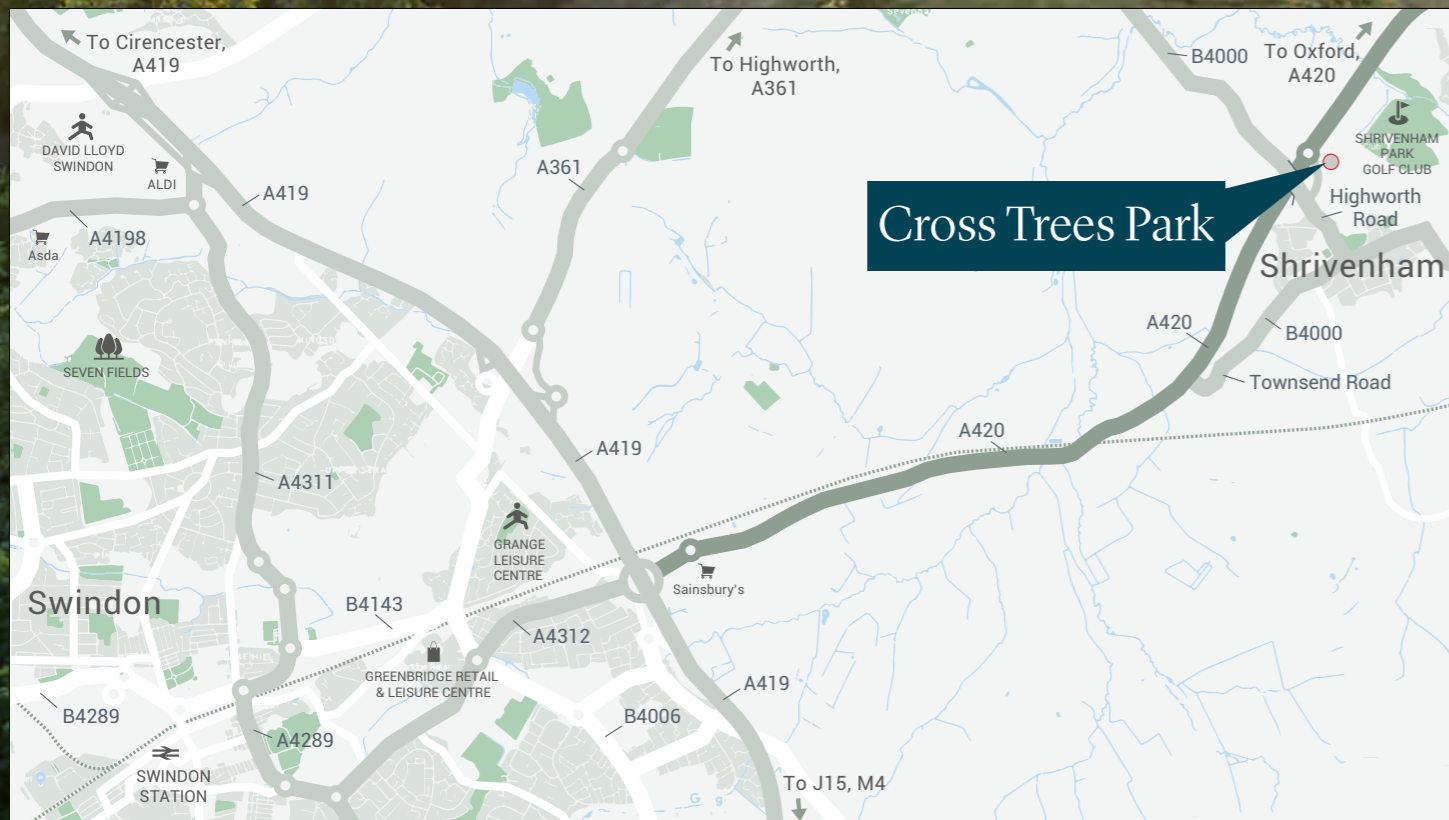 To Cirencester,
A419
DAVID LLOYD
SWINDON
ALDI
A419
A4198
Asda
SEVEN FIELDS
A4311
To Highworth,
A361
A361
B4000
To Oxford,
A420
SHRIVENHAM
PARK
GOLF CLUB
Highworth
Road
Cross Trees Park
Shrivenham
A420
B4000
Townsend Road
A420
A419
GRANGE
LEISURE
CENTRE
Sainsbury's
Swindon
B4143
A4312
GREENBRIDGE RETAIL
& LEISURE CENTRE
A419
B4289
A4289
B4006
SWINDON
STATION
To J15, M4